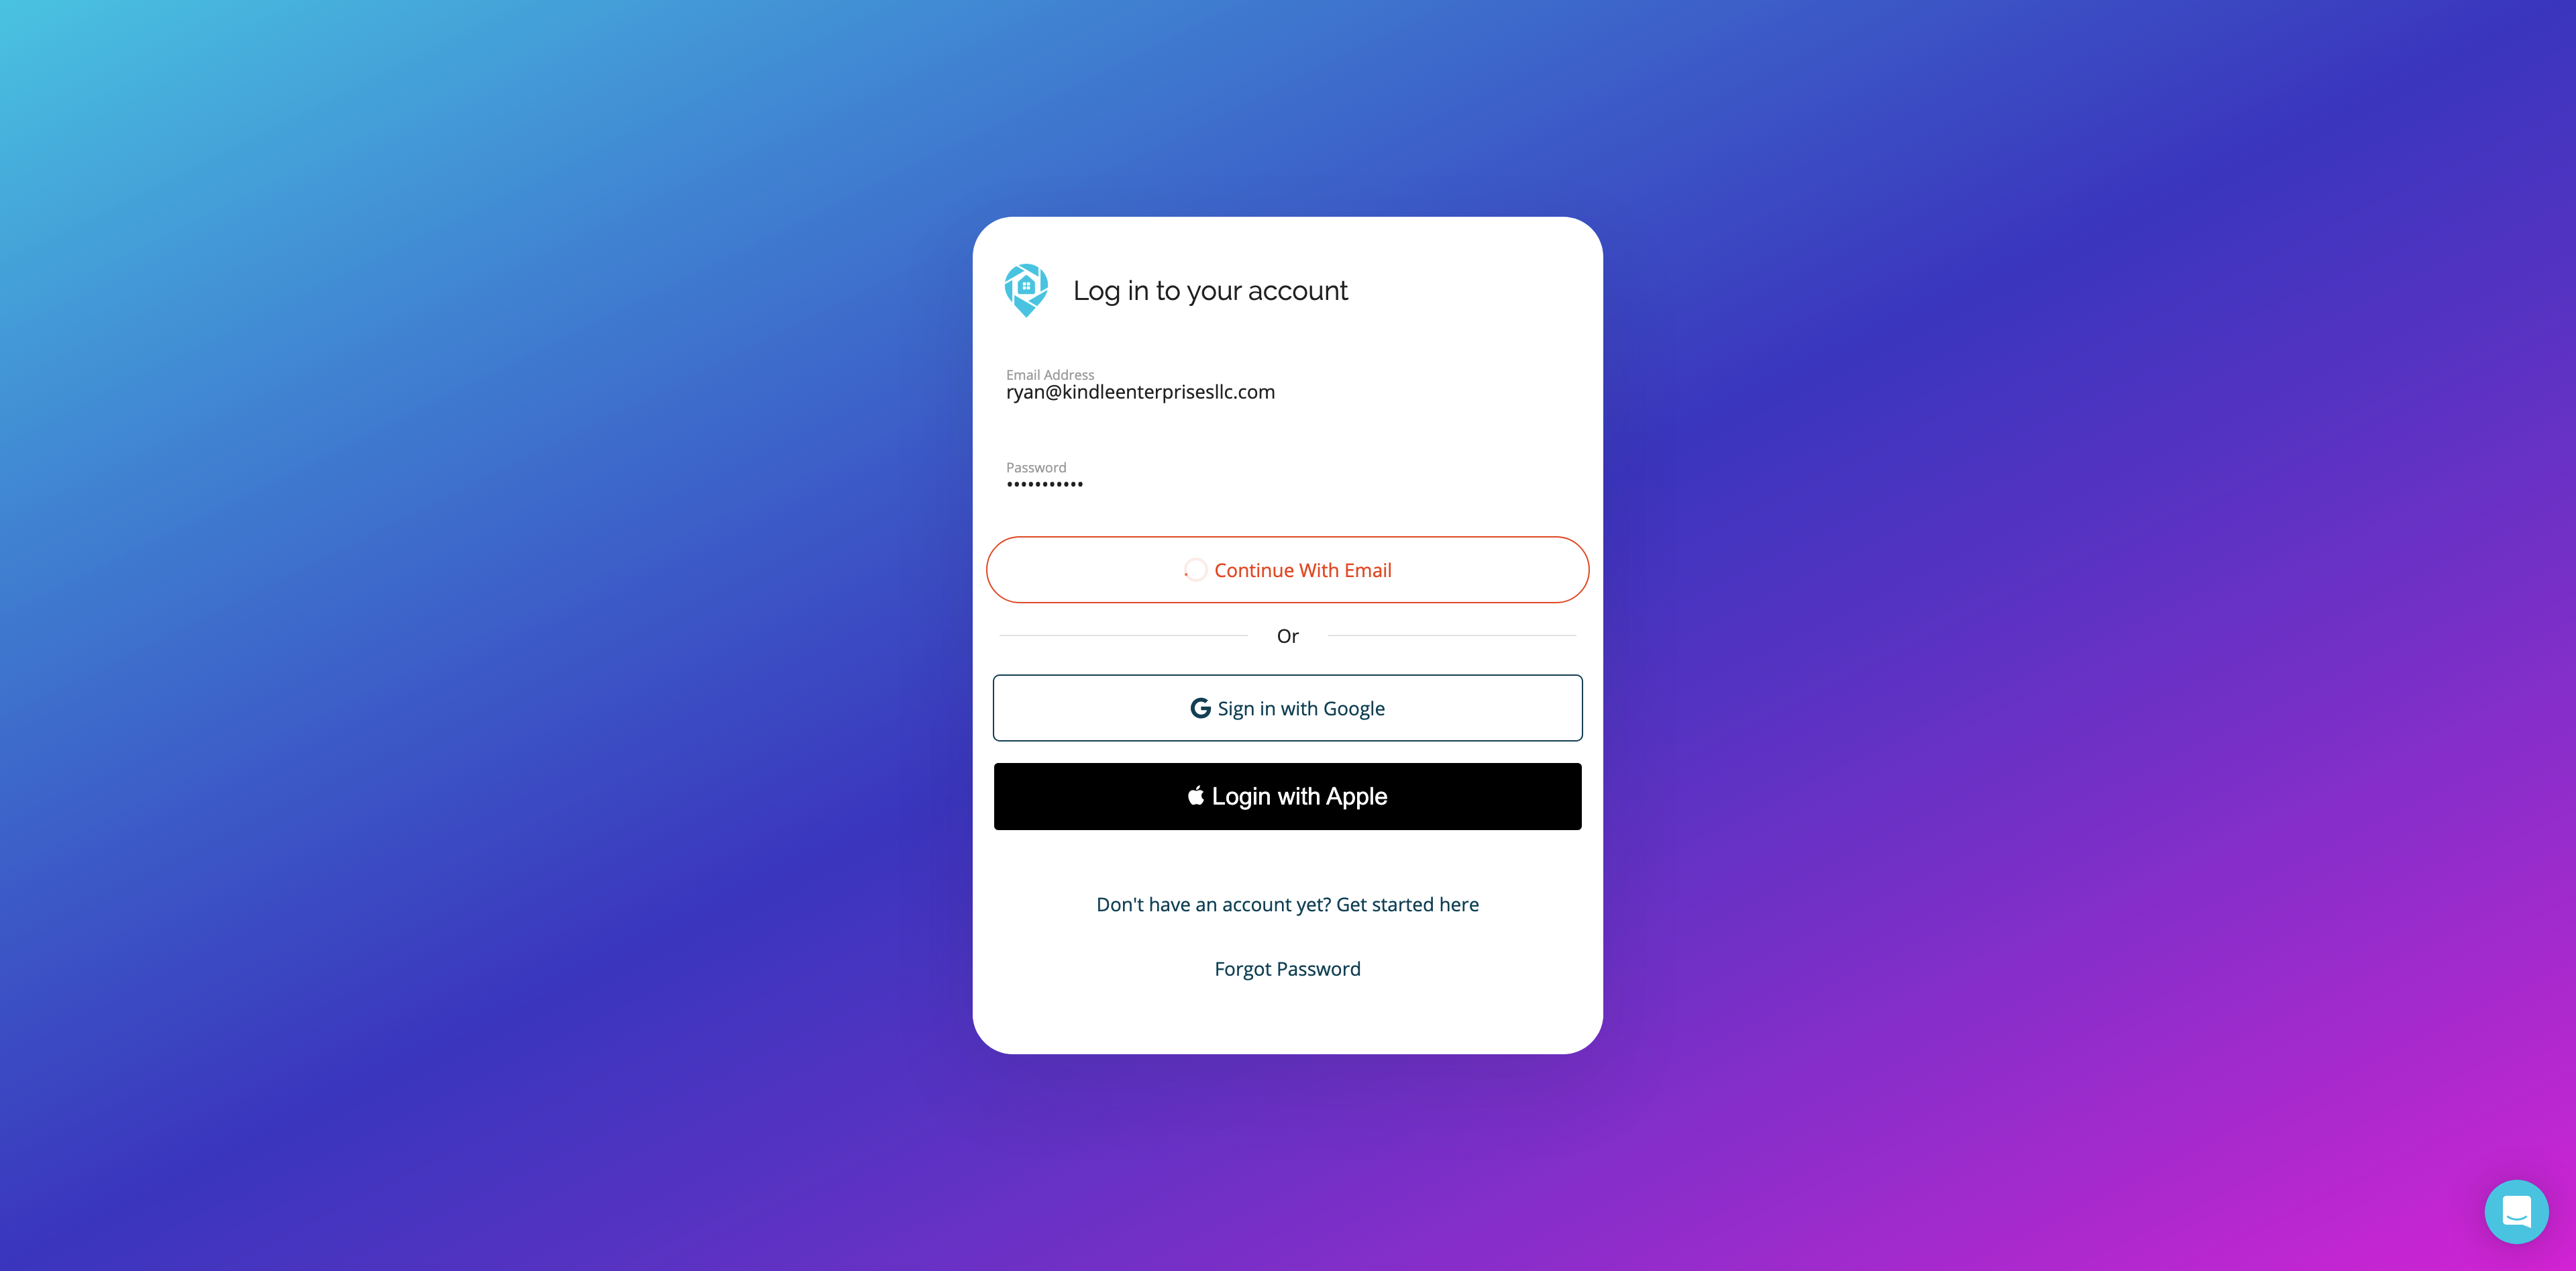 Log in to your account
Email Address
ryan@kindleenterprisesllc.com
Password
•••••••••••
Continue With Email
Or
Sign in with Google
Login with Apple
Don't have an account yet? Get started here
Forgot Password